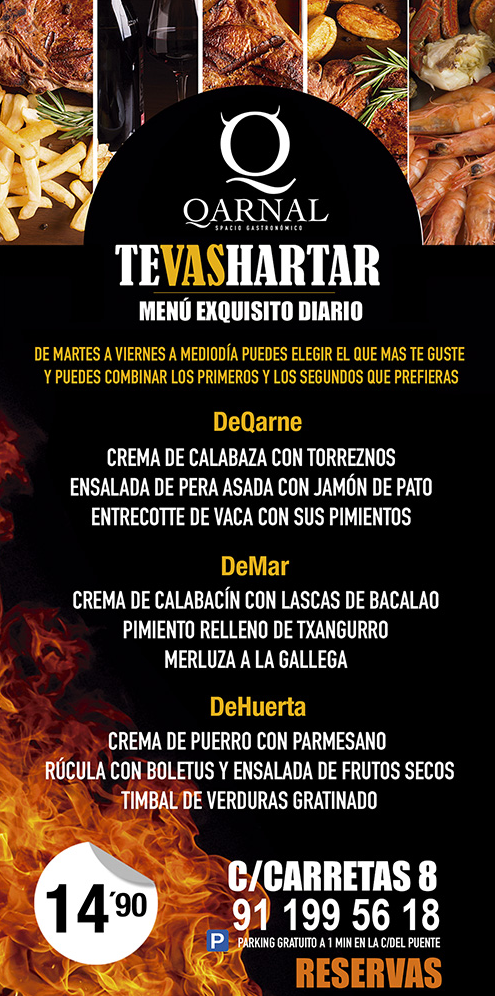 Q
QARNAL
SPACIO GASTRONÓMICO
TEVASHARTAR
MENÚ EXQUISITO DIARIO
DE MARTES A VIERNES A MEDIODÍA PUEDES ELEGIR EL QUE MAS TE GUSTE
Y PUEDES COMBINAR LOS PRIMEROS Y LOS SEGUNDOS QUE PREFIERAS
DeQarne
CREMA DE CALABAZA CON TORREZNOS
ENSALADA DE PERA ASADA CON JAMÓN DE PATO
ENTRECOTTE DE VACA CON SUS PIMIENTOS
DeMar
CREMA DE CALABACÍN CON LASCAS DE BACALAO
PIMIENTO RELLENO DE TXANGURRO
MERLUZA A LA GALLEGA
DeHuerta
CREMA DE PUERRO CON PARMESANO
RÚCULA CON BOLETUS Y ENSALADA DE FRUTOS SECOS
TIMBAL DE VERDURAS GRATINADO
14´90
C/CARRETAS 8
91 199 56 18
P PARKING GRATUITO A 1 MIN EN LA C/DEL PUENTE
RESERVAS